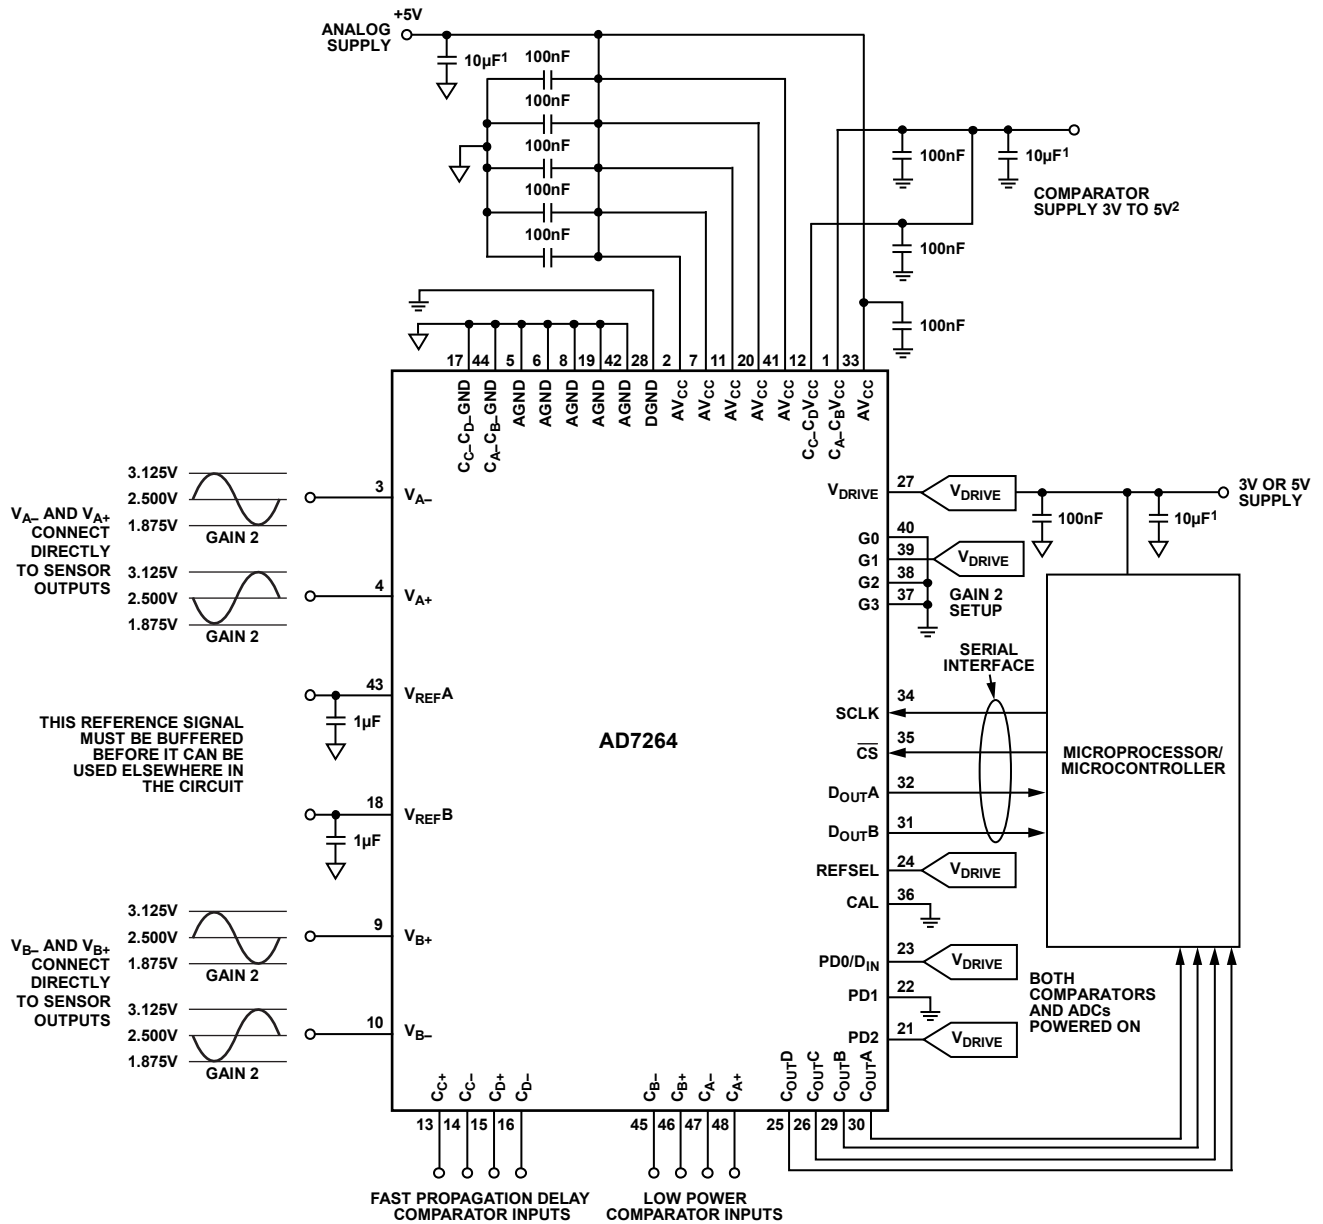 +5V
ANALOG
SUPPLY
10µF1
100nF
100nF
100nF
100nF
100nF
100nF
10µF1
COMPARATOR
SUPPLY 3V TO 5V2
100nF
100nF
17 44 5 6 8 19 42 28 2 7 11 20 41 12 1 33
CC_CD_GND
CA_CB_GND
AGND
AGND
AGND
AGND
AGND
DGND
AVCC
AVCC
AVCC
AVCC
AVCC
CC_CDVCC
CA_CBVCC
AVCC
VA– AND VA+
CONNECT
DIRECTLY
TO SENSOR
OUTPUTS
3.125V
2.500V
1.875V
GAIN 2
3.125V
2.500V
1.875V
GAIN 2
3
VA–
4
VA+
43
VREFA
1µF
THIS REFERENCE SIGNAL
MUST BE BUFFERED
BEFORE IT CAN BE
USED ELSEWHERE IN
THE CIRCUIT
18
VREFB
1µF
VB– AND VB+
CONNECT
DIRECTLY
TO SENSOR
OUTPUTS
3.125V
2.500V
1.875V
GAIN 2
3.125V
2.500V
1.875V
GAIN 2
9
VB+
10
VB–
AD7264
VDRIVE
27
VDRIVE
100nF
10µF1
3V OR 5V
SUPPLY
G0
40
G1
39
VDRIVE
G2
38
G3
37
GAIN 2
SETUP
SERIAL
INTERFACE
SCLK
34
CS
35
DOUTA
32
DOUTB
31
MICROPROCESSOR/
MICROCONTROLLER
REFSEL
24
VDRIVE
CAL
36
PD0/DIN
23
VDRIVE
PD1
22
PD2
21
VDRIVE
BOTH
COMPARATORS
AND ADCs
POWERED ON
CC+
CC–
CD+
CD–
CB–
CB+
CA–
CA+
COUTD
COUTC
COUTB
COUTA
13 14 15 16 45 46 47 48 25 26 29 30
FAST PROPAGATION DELAY
COMPARATOR INPUTS
LOW POWER
COMPARATOR INPUTS